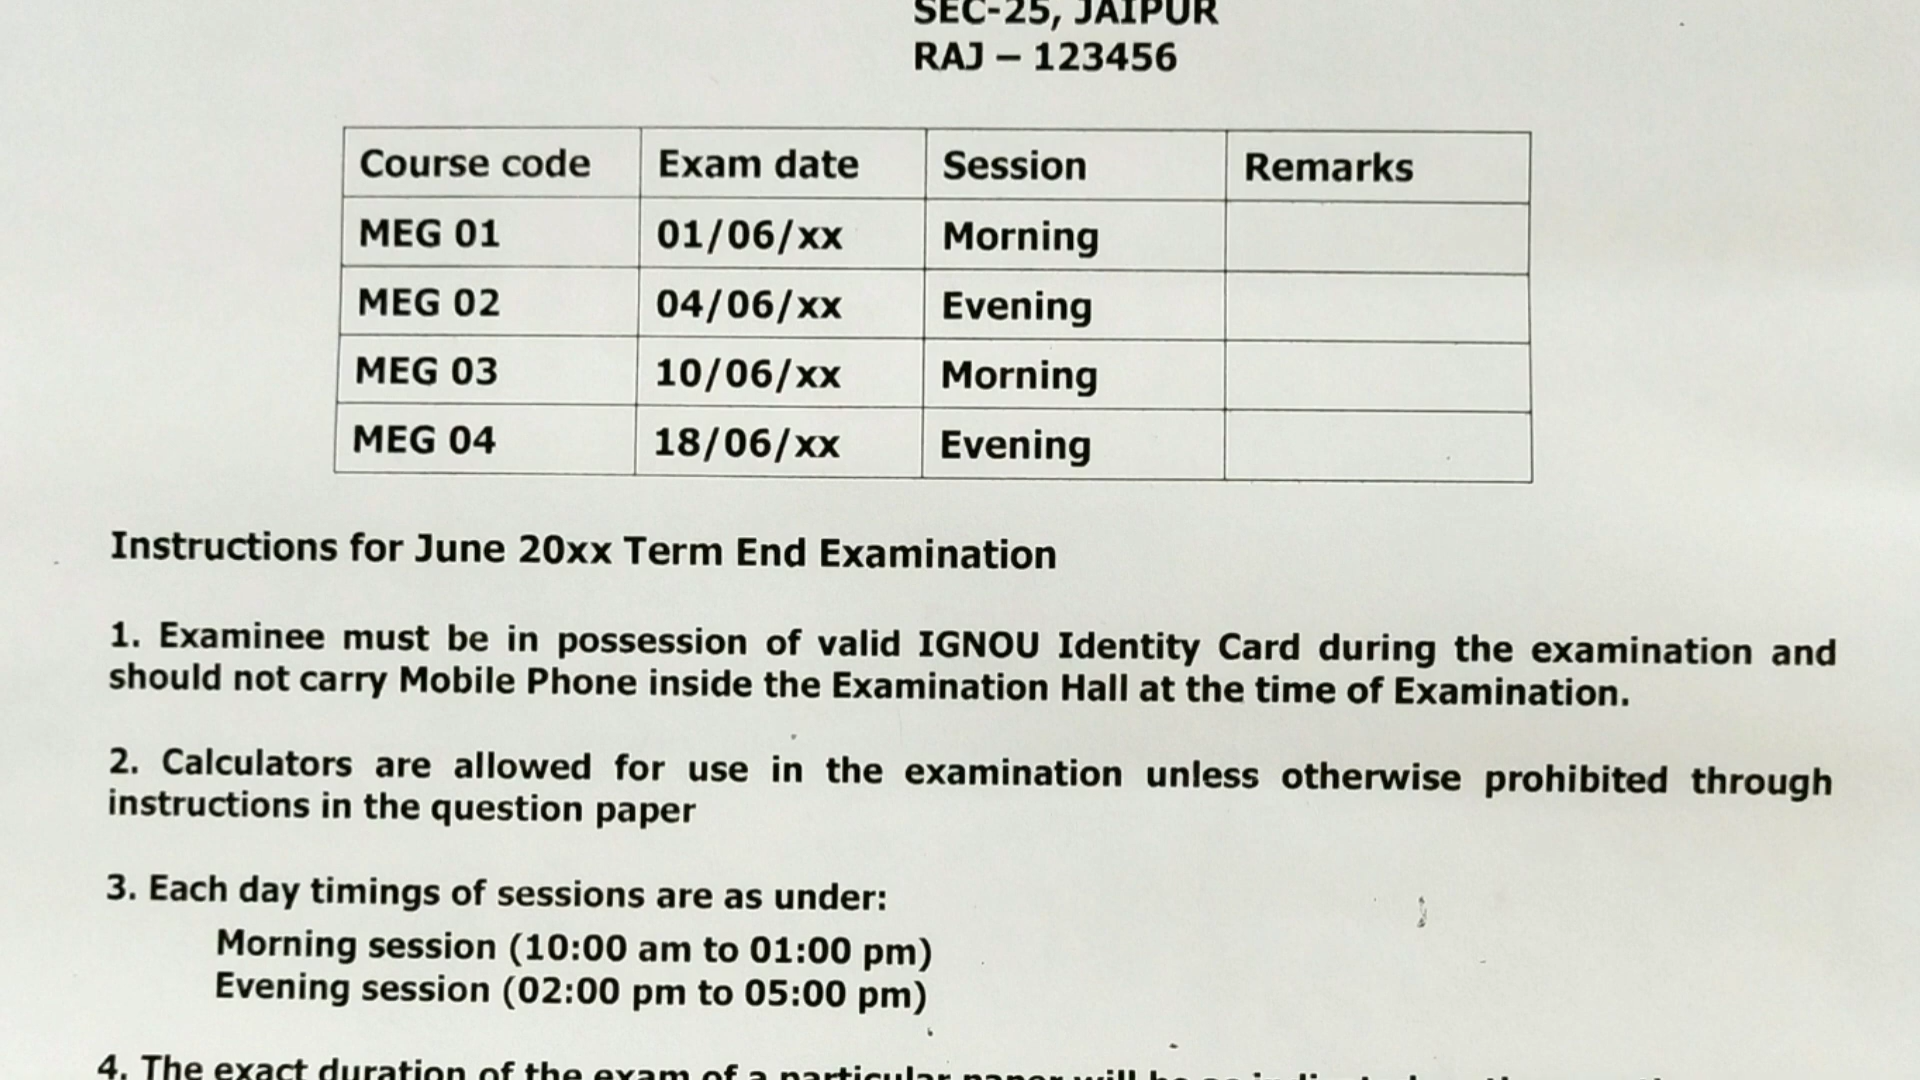 SEC-25, JAIPUR
RAJ – 123456
Course code Exam date Session Remarks
MEG 01 01/06/xx Morning
MEG 02 04/06/xx Evening
MEG 03 10/06/xx Morning
MEG 04 18/06/xx Evening
Instructions for June 20xx Term End Examination
1. Examinee must be in possession of valid IGNOU Identity Card during the examination and
should not carry Mobile Phone inside the Examination Hall at the time of Examination.
2. Calculators are allowed for use in the examination unless otherwise prohibited through
instructions in the question paper
3. Each day timings of sessions are as under:
Morning session (10:00 am to 01:00 pm)
Evening session (02:00 pm to 05:00 pm)
4. The exact duration of the exam of a particular paper will be